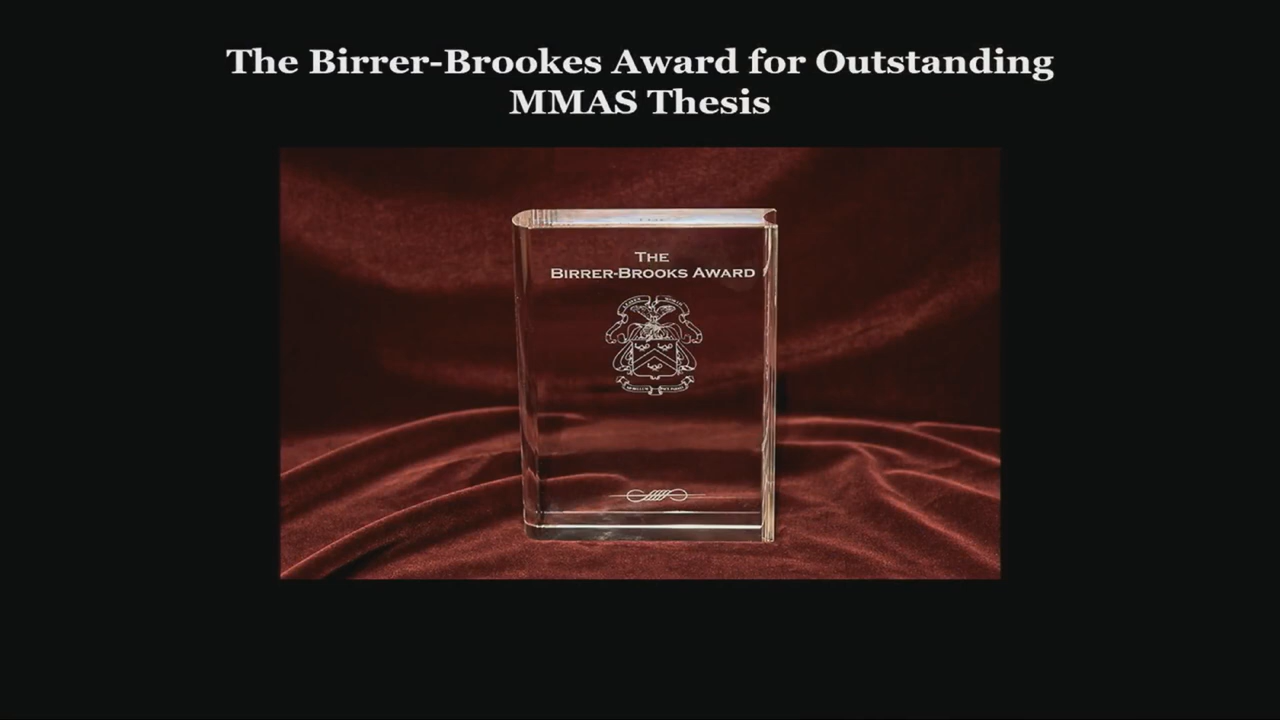 The Birrer-Brookes Award for Outstanding
MMAS Thesis
THE
BIRRER-BROOKS AWARD